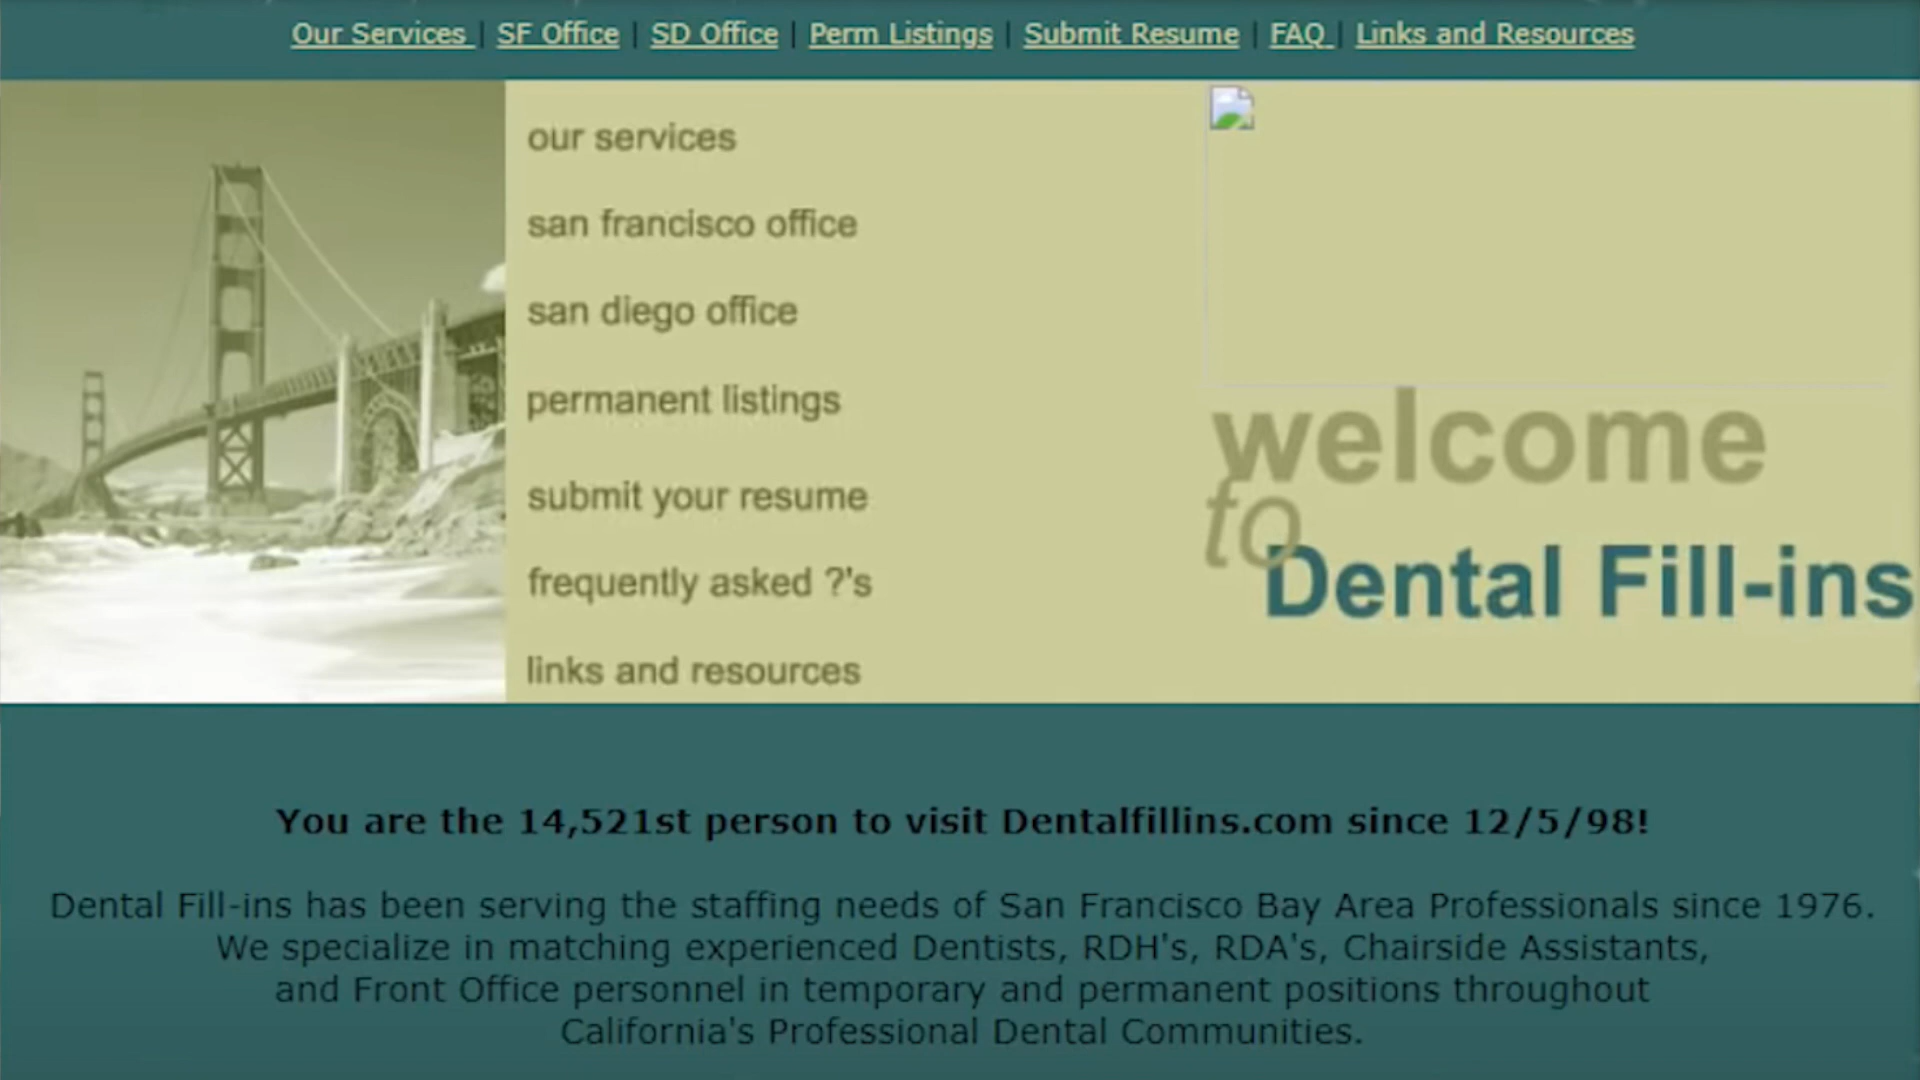 Our Services | SF Office | SD Office | Perm Listings | Submit Resume | FAQ | Links and Resources
our services
san francisco office
san diego office
permanent listings
submit your resume
frequently asked ?'s
links and resources
welcome
to
Dental Fill-ins
You are the 14,521st person to visit Dentalfillins.com since 12/5/98!
Dental Fill-ins has been serving the staffing needs of San Francisco Bay Area Professionals since 1976.
We specialize in matching experienced Dentists, RDH's, RDA's, Chairside Assistants,
and Front Office personnel in temporary and permanent positions throughout
California's Professional Dental Communities.